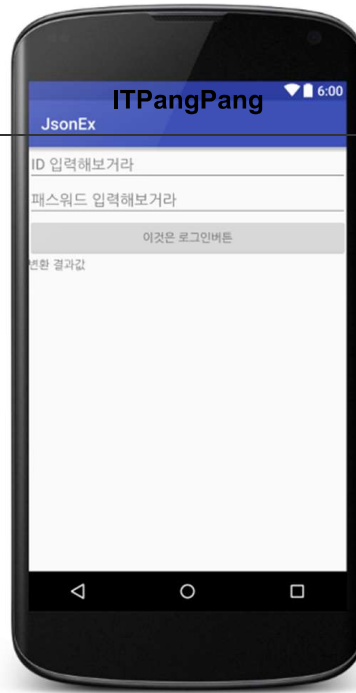 6:00
ITPangPang
JsonEx
ID 입력해보거라
패스워드 입력해보거라
이것은 로그인버튼
변환 결과값